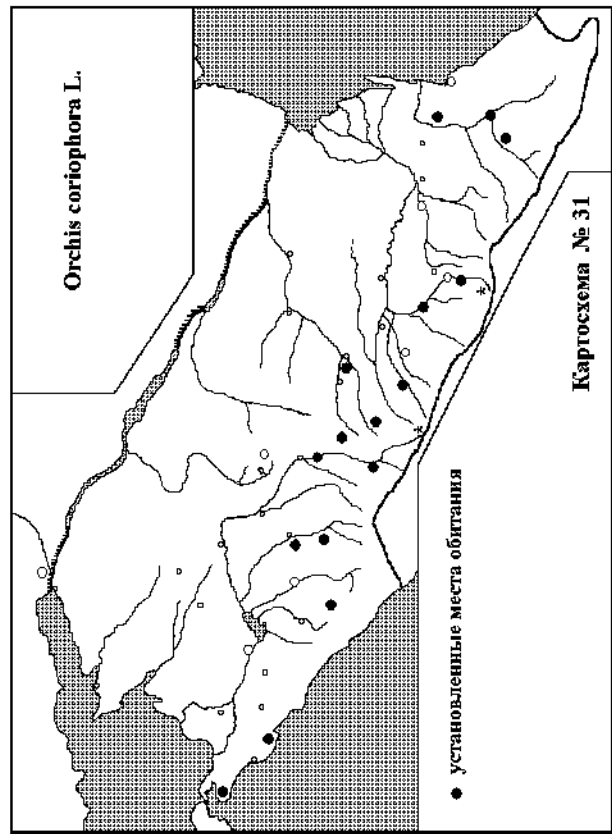 Orchis coriophora L.
установленные места обитания
Картосхема № 31